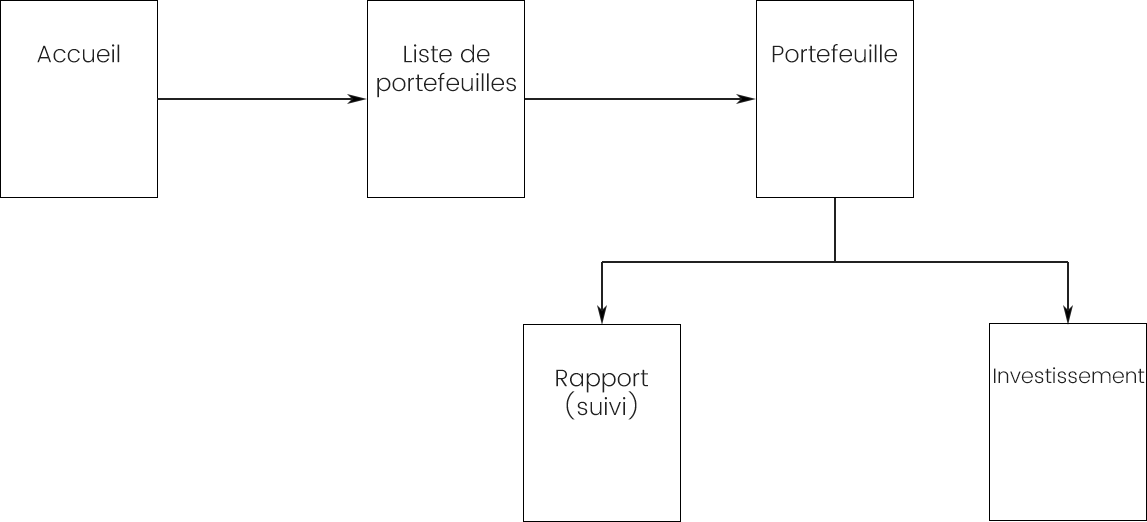 Accueil
Liste de
portefeuilles
Portefeuille
Rapport
(suivi)
Investissement